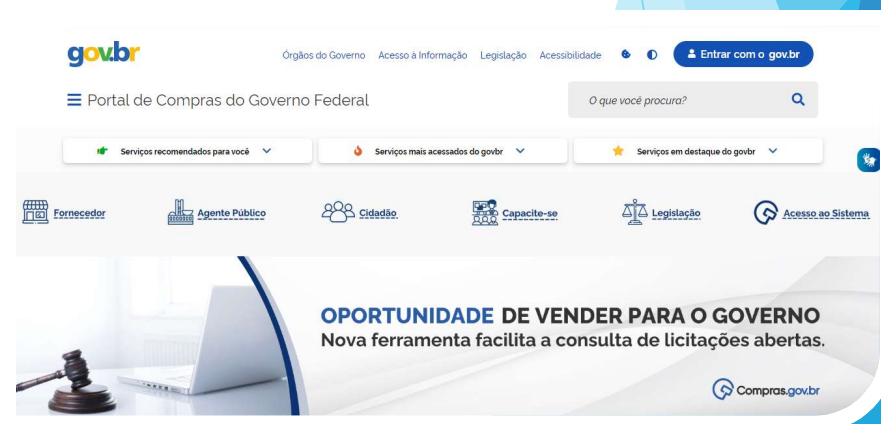 gov.br
Órgãos do Governo Acesso à Informação Legislação Acessibilidade Entrar com o gov.br
Portal de Compras do Governo Federal O que você procura?
Serviços recomendados para você Serviços mais acessados do govbr Serviços em destaque do govbr
Fornecedor Agente Público Cidadão Capacite-se Legislação Acesso ao Sistema
OPORTUNIDADE DE VENDER PARA O GOVERNO
Nova ferramenta facilita a consulta de licitações abertas.
Compras.gov.br